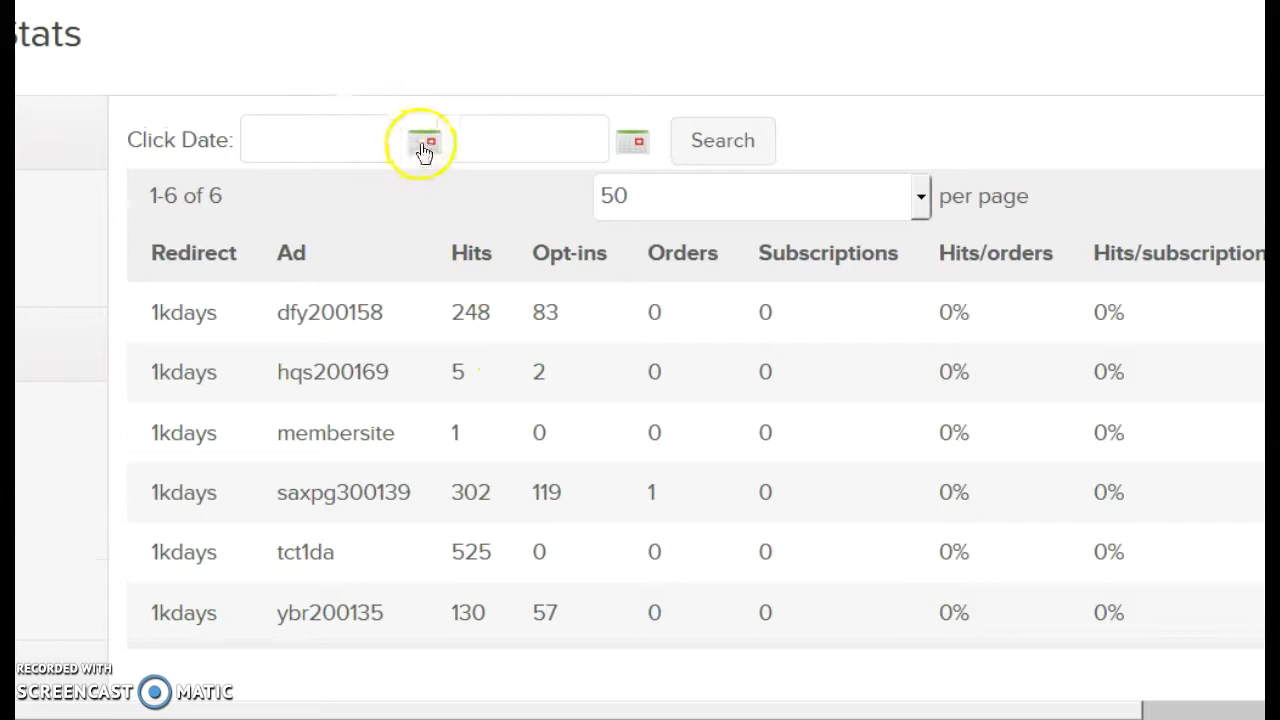 Stats
Click Date: Search
1-6 of 6 50 per page
Redirect Ad Hits Opt-ins Orders Subscriptions Hits/orders Hits/subscription
1kdays dfy200158 248 83 0 0 0% 0%
1kdays hqs200169 5 2 0 0 0% 0%
1kdays membersite 1 0 0 0 0% 0%
1kdays saxpg300139 302 119 1 0 0% 0%
1kdays tct1da 525 0 0 0 0% 0%
1kdays ybr200135 130 57 0 0 0% 0%
RECORDED WITH
SCREENCAST MATIC